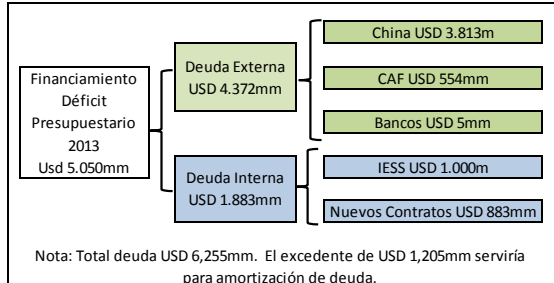 Financiamiento
Déficit
Presupuestario
2013
Usd 5.050mm
Deuda Externa
USD 4.372mm
China USD 3.813m
CAF USD 554mm
Bancos USD 5mm
Deuda Interna
USD 1.883mm
IESS USD 1.000m
Nuevos Contratos USD 883mm
Nota: Total deuda USD 6,255mm.  El excedente de USD 1,205mm serviría
para amortización de deuda.